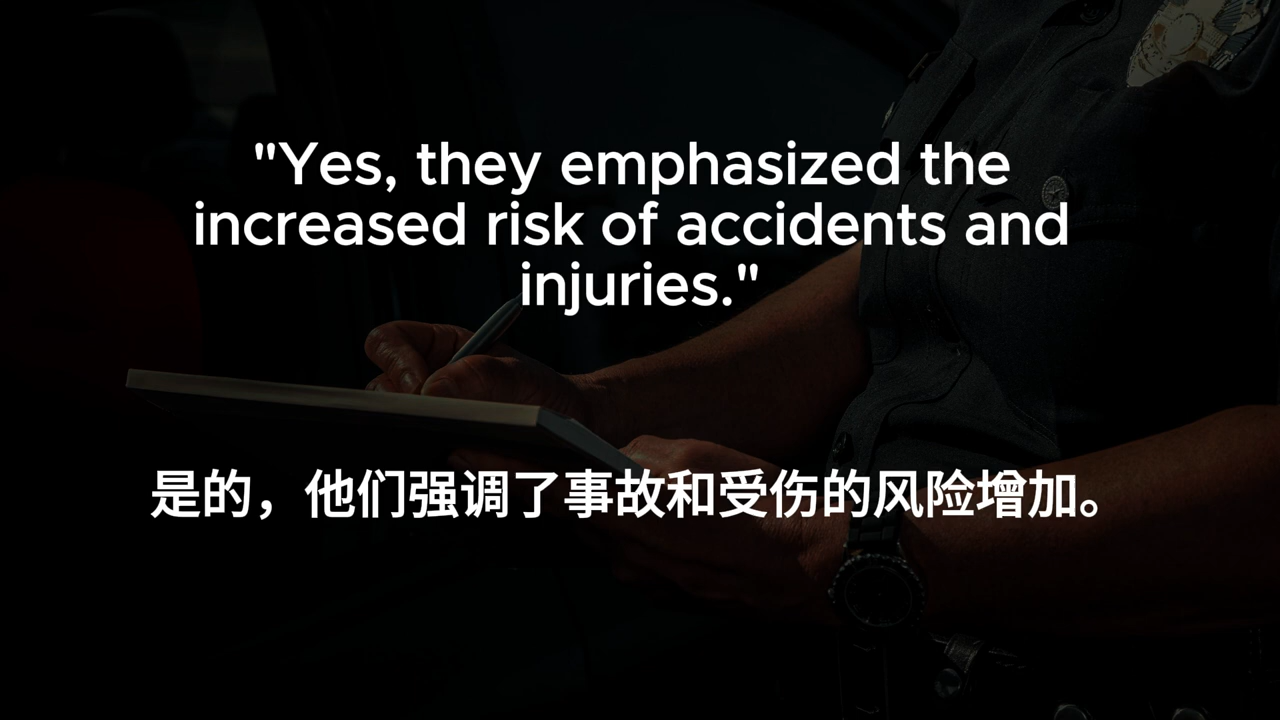 "Yes, they emphasized the
increased risk of accidents and
injuries."
是的，他们强调了事故和受伤的风险增加。